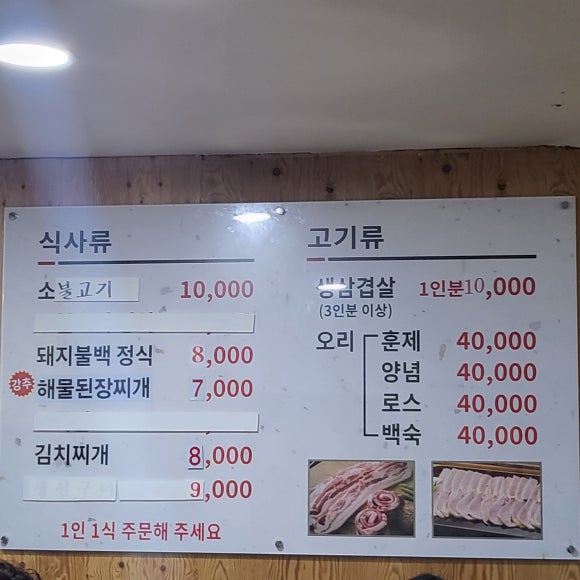 식사류
소불고기 10,000
돼지불백 정식 8,000
강추 해물된장찌개 7,000
김치찌개 8,000
9,000
1인 1식 주문해 주세요
고기류
생삼겹살 1인분10,000
(3인분 이상)
오리 훈제 40,000
양념 40,000
로스 40,000
백숙 40,000